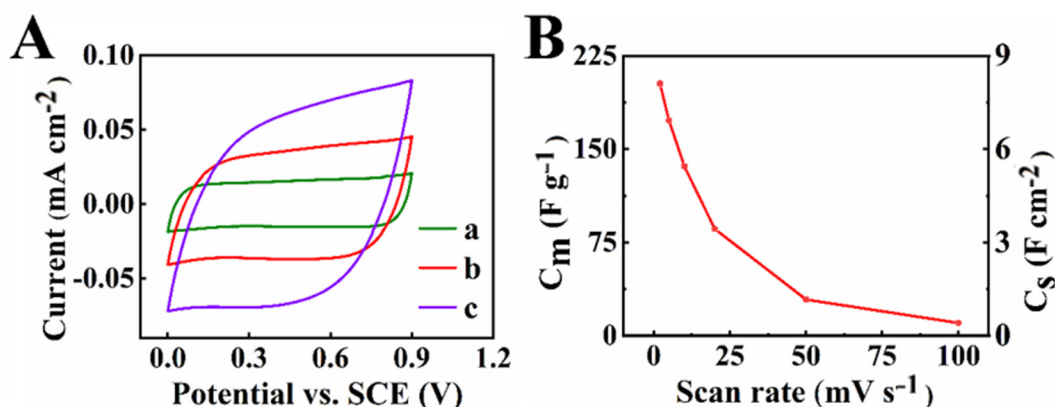 A
Current (mA cm⁻²)
0.10
0.05
0.00
-0.05
0.0
0.3
0.6
0.9
1.2
Potential vs. SCE (V)
a
b
c
B
Cm (F g⁻¹)
225
150
75
0
0
25
50
75
100
Scan rate (mV s⁻¹)
9
6
3
0
Cs (F cm⁻²)